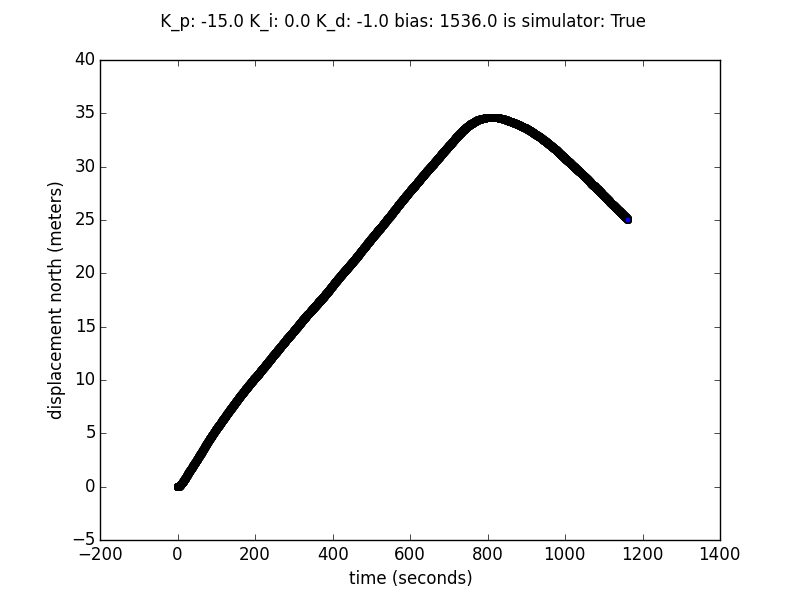 K_p: -15.0 K_i: 0.0 K_d: -1.0 bias: 1536.0 is simulator: True
40
35
30
25
20
15
10
5
0
−5
displacement north (meters)
−200 0 200 400 600 800 1000 1200 1400
time (seconds)